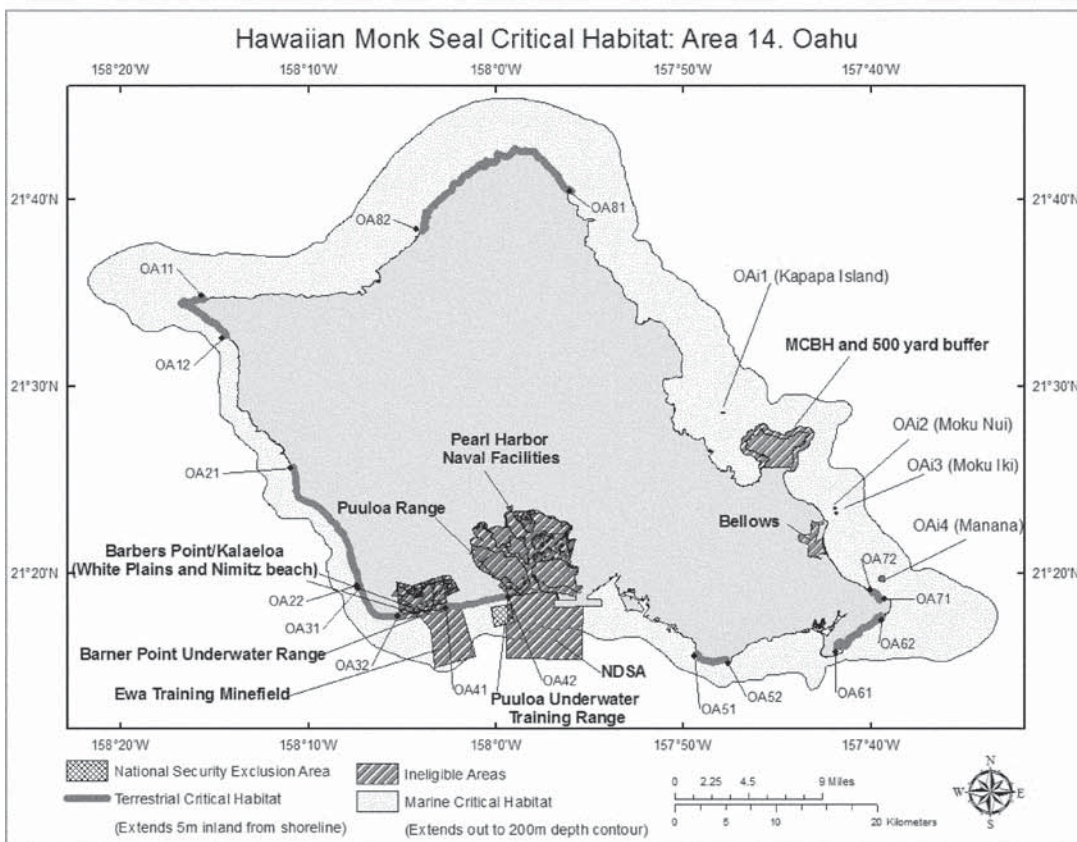 Hawaiian Monk Seal Critical Habitat: Area 14. Oahu
158°20'W 158°10'W 158°0'W 157°50'W 157°40'W
21°40'N 21°40'N
OA82
OA81
OA11
OAi1 (Kapapa Island)
OA12
MCBH and 500 yard buffer
21°30'N 21°30'N
OAi2 (Moku Nui)
Pearl Harbor
Naval Facilities
OAi3 (Moku Iki)
OA21
Puuloa Range
Bellows
OAi4 (Manana)
Barbers Point/Kalaeloa
(White Plains and Nimitz beach)
OA72
21°20'N 21°20'N
OA22
OA71
OA31
OA62
Barner Point Underwater Range
OA32
NDSA
Ewa Training Minefield
OA41
OA42
Puuloa Underwater
Training Range
OA51
OA52
OA61
158°20'W 158°10'W 158°0'W 157°50'W 157°40'W
National Security Exclusion Area
Ineligible Areas
Terrestrial Critical Habitat
(Extends 5m inland from shoreline)
Marine Critical Habitat
(Extends out to 200m depth contour)
0 2.25 4.5 9 Miles
0 5 10 20 Kilometers
N
W E
S